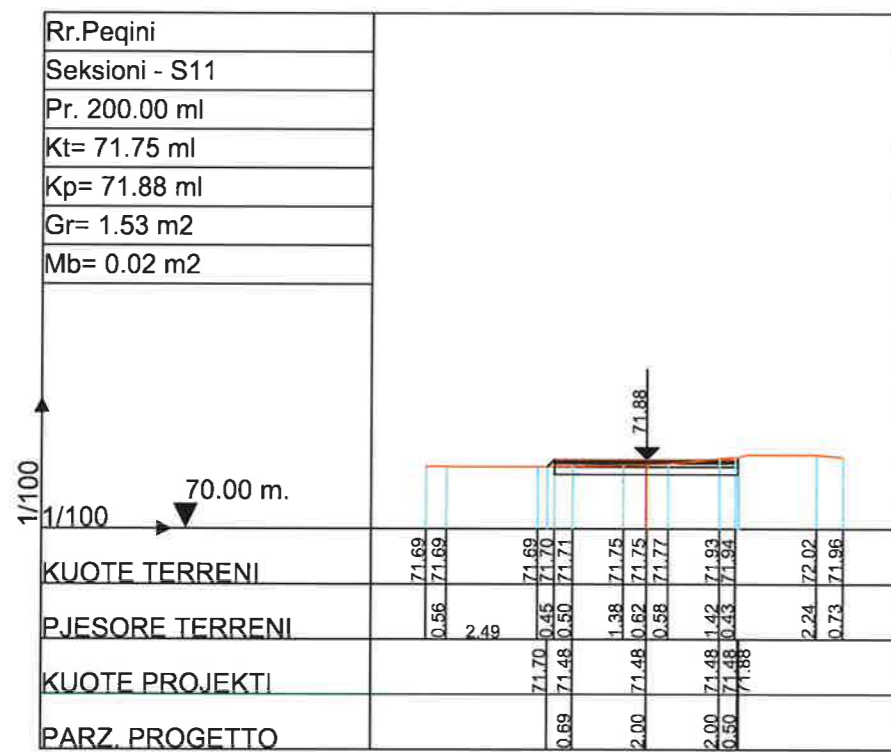 Rr.Peqini
Seksioni - S11
Pr. 200.00 ml
Kt= 71.75 ml
Kp= 71.88 ml
Gr= 1.53 m2
Mb= 0.02 m2
71.88
1/100
70.00 m.
1/100
KUOTE TERRENI 71.69 71.69 71.69 71.70 71.71 71.75 71.75 71.77 71.93 71.94 72.02 71.96
PJESORE TERRENI 0.56 2.49 0.45 0.50 1.38 0.62 0.58 1.42 0.43 2.24 0.73
KUOTE PROJEKTI 71.70 71.48 71.48 71.48 71.48 71.88
PARZ. PROGETTO 0.69 2.00 2.00 0.50